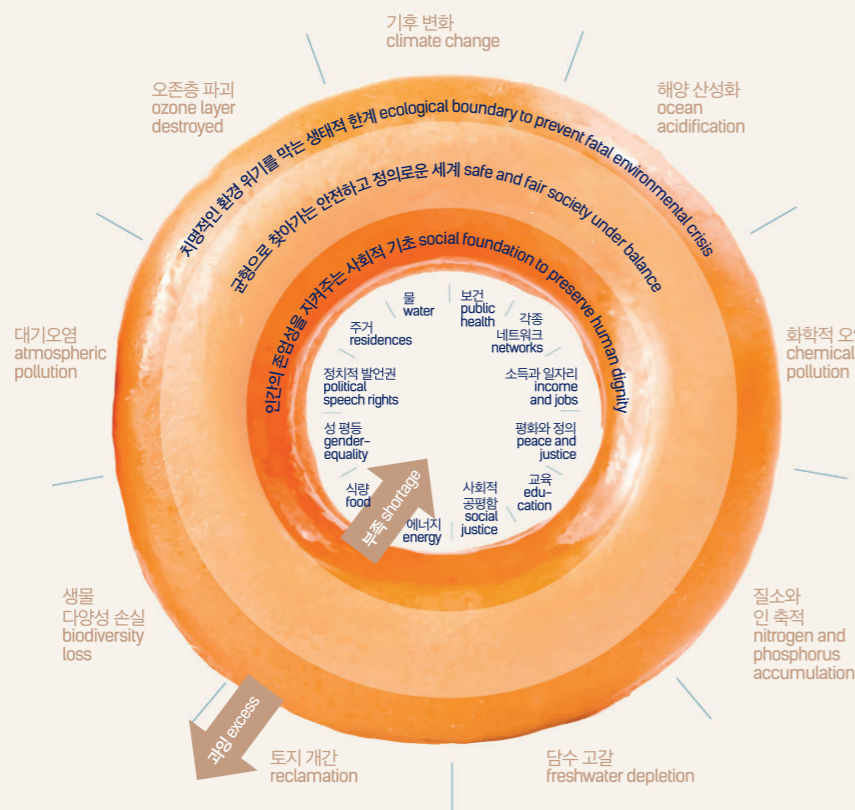 기후 변화
climate change
오존층 파괴
ozone layer
destroyed
해양 산성화
ocean
acidification
치명적인 환경 위기를 막는 생태적 한계 ecological boundary to prevent fatal environmental crisis
균형으로 찾아가는 안전하고 정의로운 세계 safe and fair society under balance
인간의 존엄성을 지켜주는 사회적 기초 social foundation to preserve human dignity
물
water
보건
public
health
각종
네트워크
networks
주거
residences
대기오염
atmospheric
pollution
화학적 오
chemical
pollution
정치적 발언권
political
speech rights
소득과 일자리
income
and jobs
성 평등
gender-
equality
평화와 정의
peace and
justice
식량
food
에너지
energy
사회적
공평함
social
justice
교육
edu-
cation
부족 shortage
생물
다양성 손실
biodiversity
loss
질소와
인 축적
nitrogen and
phosphorus
accumulation
과잉 excess
토지 개간
reclamation
담수 고갈
freshwater depletion